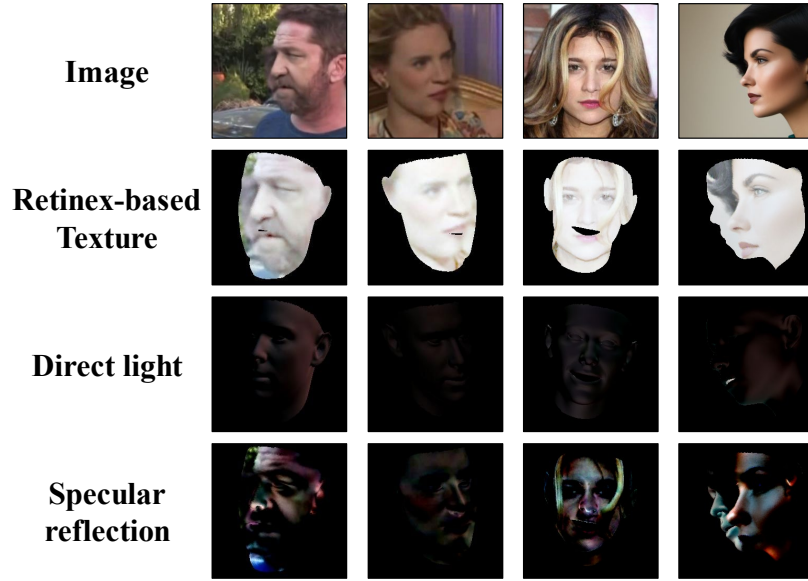 Image
Retinex-based
Texture
Direct light
Specular
reflection